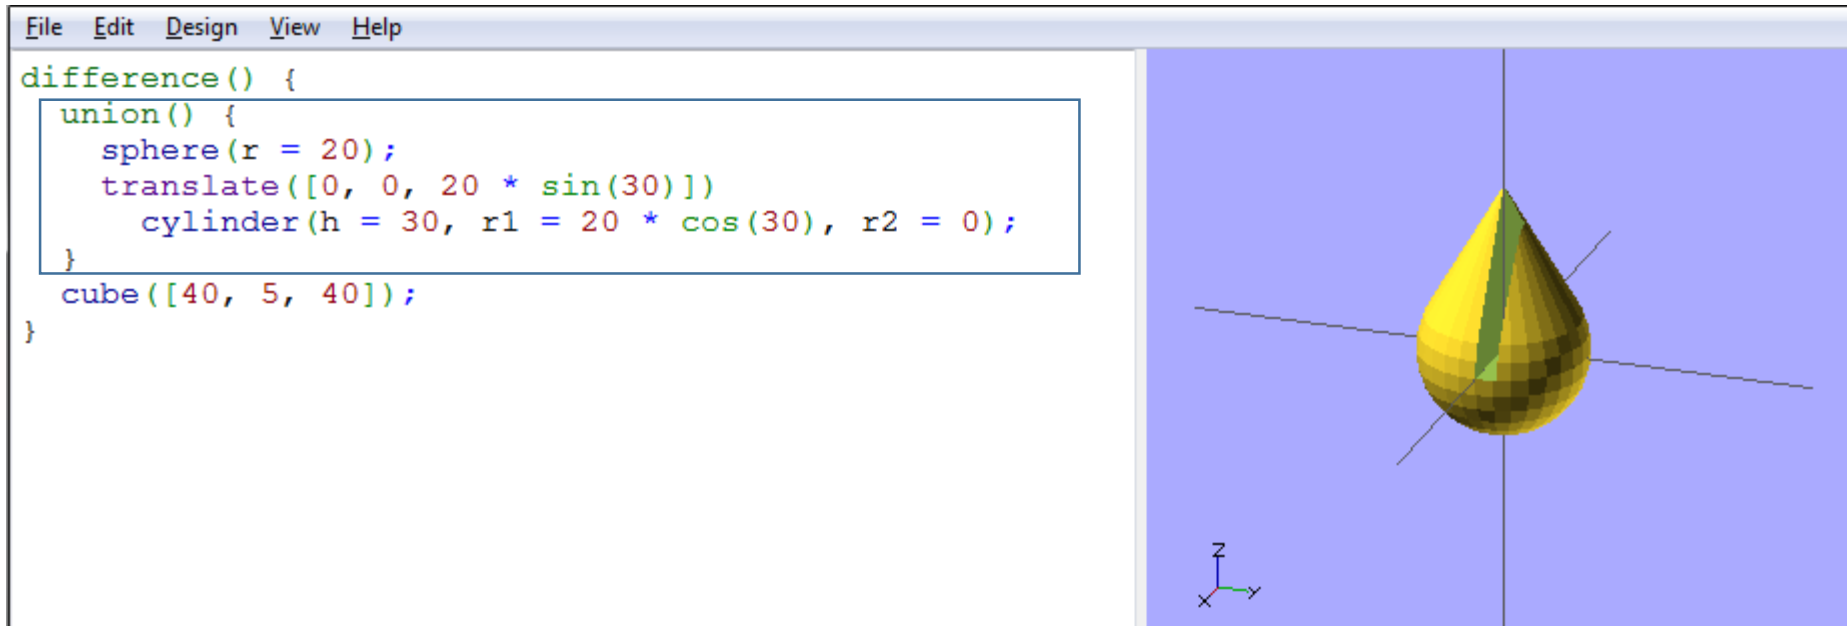 File Edit Design View Help
difference() {
  union() {
    sphere(r = 20);
    translate([0, 0, 20 * sin(30)])
      cylinder(h = 30, r1 = 20 * cos(30), r2 = 0);
  }
  cube([40, 5, 40]);
}
Z
X
Y